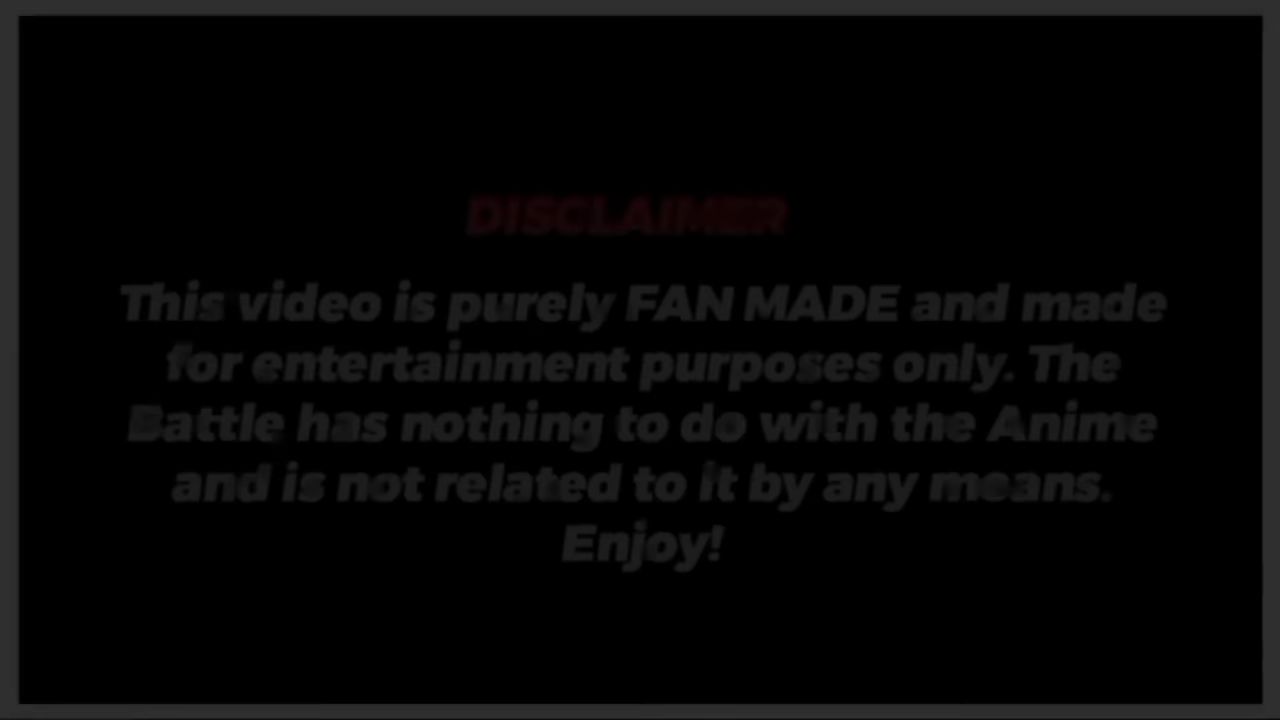 DISCLAIMER
This video is purely FAN MADE and made
for entertainment purposes only. The
Battle has nothing to do with the Anime
and is not related to it by any means.
Enjoy!